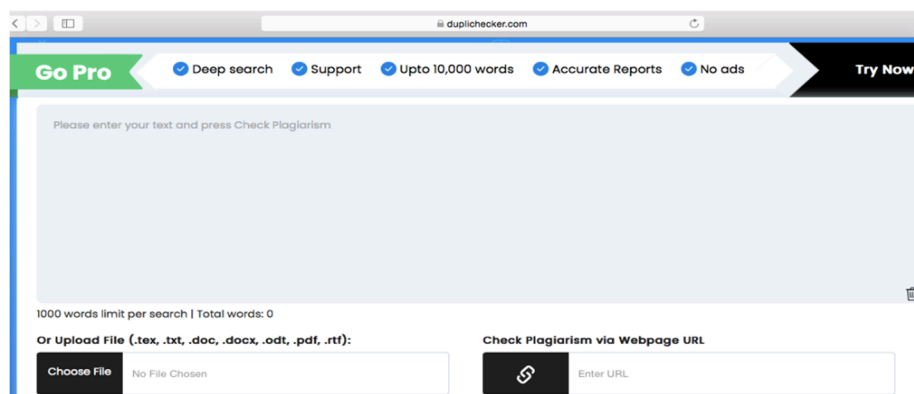 duplichecker.com
Go Pro Deep search Support Upto 10,000 words Accurate Reports No ads Try Now
Please enter your text and press Check Plagiarism
1000 words limit per search | Total words: 0
Or Upload File (.tex, .txt, .doc, .docx, .odt, .pdf, .rtf): Check Plagiarism via Webpage URL
Choose File No File Chosen Enter URL